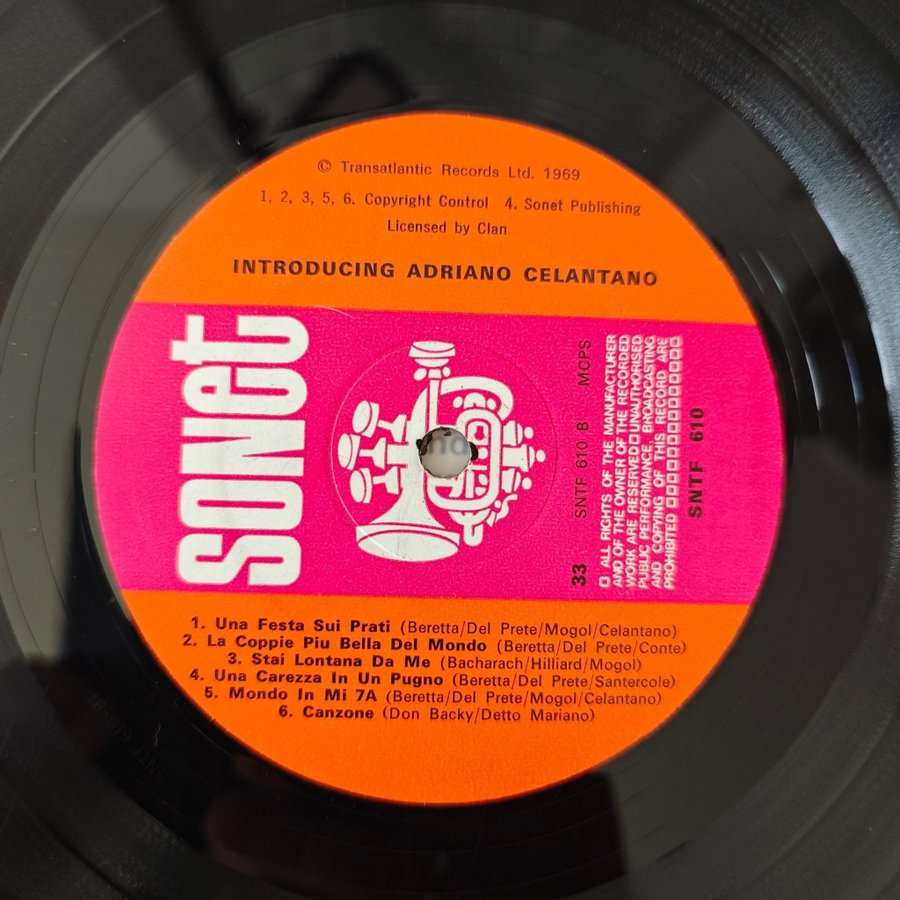 © Transatlantic Records Ltd. 1969
1, 2, 3, 5, 6. Copyright Control 4. Sonet Publishing
Licensed by Clan
INTRODUCING ADRIANO CELANTANO
SONet
33 SNTF 610 B MCPS
□ ALL RIGHTS OF THE MANUFACTURER
AND OF THE OWNER OF THE RECORDED
WORK ARE RESERVED □ UNAUTHORISED
PUBLIC PERFORMANCE, BROADCASTING
AND COPYING OF THIS RECORD ARE
PROHIBITED
SNTF 610
1. Una Festa Sui Prati (Beretta/Del Prete/Mogol/Celantano)
2. La Coppie Piu Bella Del Mondo (Beretta/Del Prete/Conte)
3. Stai Lontana Da Me (Bacharach/Hilliard/Mogol)
4. Una Carezza In Un Pugno (Beretta/Del Prete/Santercole)
5. Mondo In Mi 7A (Beretta/Del Prete/Mogol/Celantano)
6. Canzone (Don Backy/Detto Mariano)